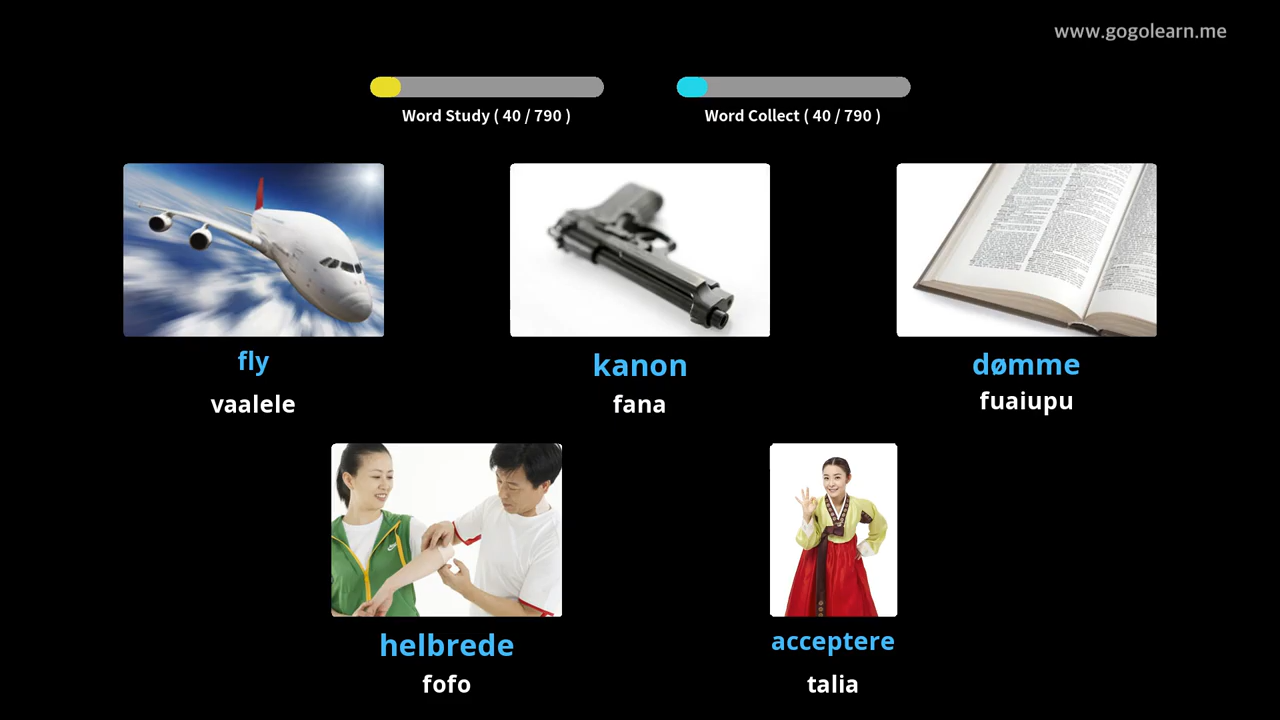 www.gogolearn.me
Word Study ( 40 / 790 )
Word Collect ( 40 / 790 )
fly
vaalele
kanon
fana
dømme
fuaiupu
helbrede
fofo
acceptere
talia